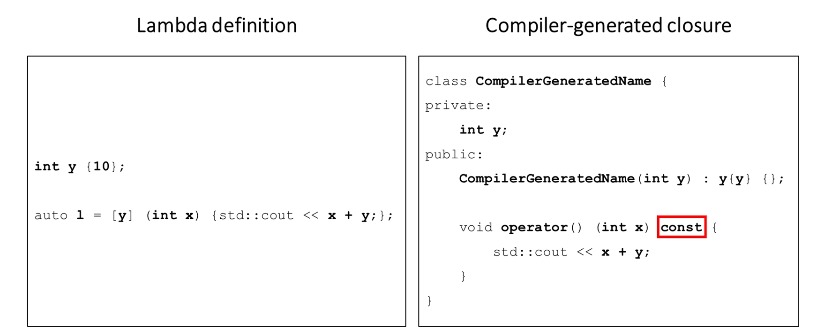 Lambda definition
int y {10};
auto l = [y] (int x) {std::cout << x + y;};
Compiler-generated closure
class CompilerGeneratedName {
private:
int y;
public:
CompilerGeneratedName(int y) : y{y} {};
void operator() (int x) const {
std::cout << x + y;
}
}